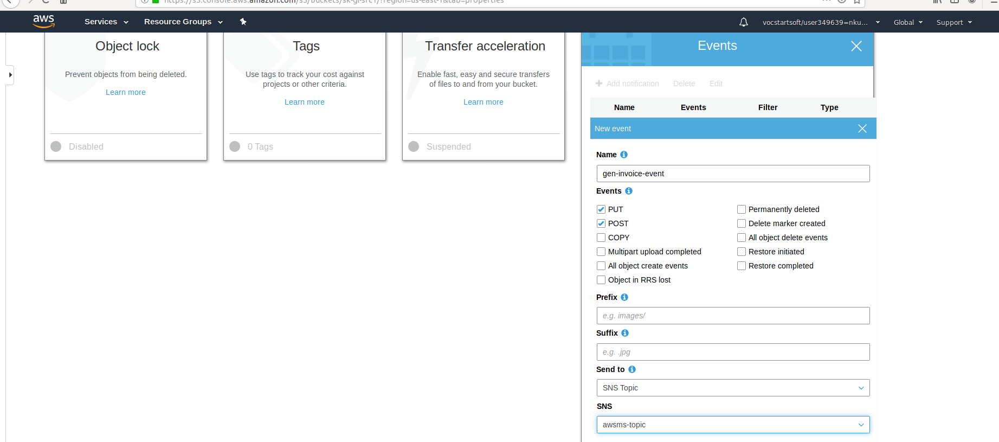 https://s3.console.aws.amazon.com/s3/buckets/sk-gl-src1/?region=us-east-1&tab=properties
aws Services Resource Groups vocstartsoft/user349639=nku... Global Support
Object lock
Prevent objects from being deleted.
Learn more
Disabled
Tags
Use tags to track your cost against
projects or other criteria.
Learn more
0 Tags
Transfer acceleration
Enable fast, easy and secure transfers
of files to and from your bucket.
Learn more
Suspended
Events
Add notification Delete Edit
Name Events Filter Type
New event
Name
gen-invoice-event
Events
PUT Permanently deleted
POST Delete marker created
COPY All object delete events
Multipart upload completed Restore initiated
All object create events Restore completed
Object in RRS lost
Prefix
e.g. images/
Suffix
e.g. .jpg
Send to
SNS Topic
SNS
awsms-topic